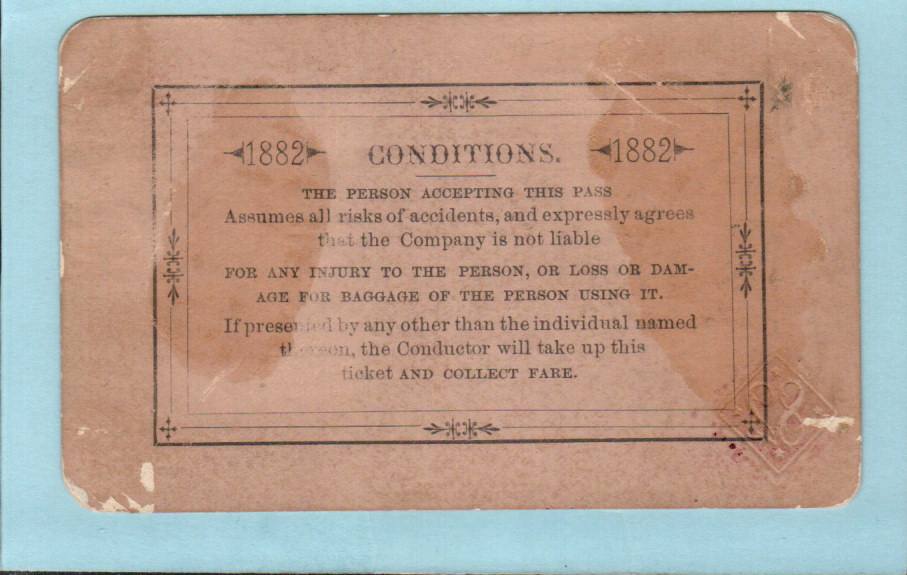 1882 CONDITIONS. 1882
THE PERSON ACCEPTING THIS PASS
Assumes all risks of accidents, and expressly agrees
that the Company is not liable
FOR ANY INJURY TO THE PERSON, OR LOSS OR DAM-
AGE FOR BAGGAGE OF THE PERSON USING IT.
If presented by any other than the individual named
thereon, the Conductor will take up this
ticket AND COLLECT FARE.